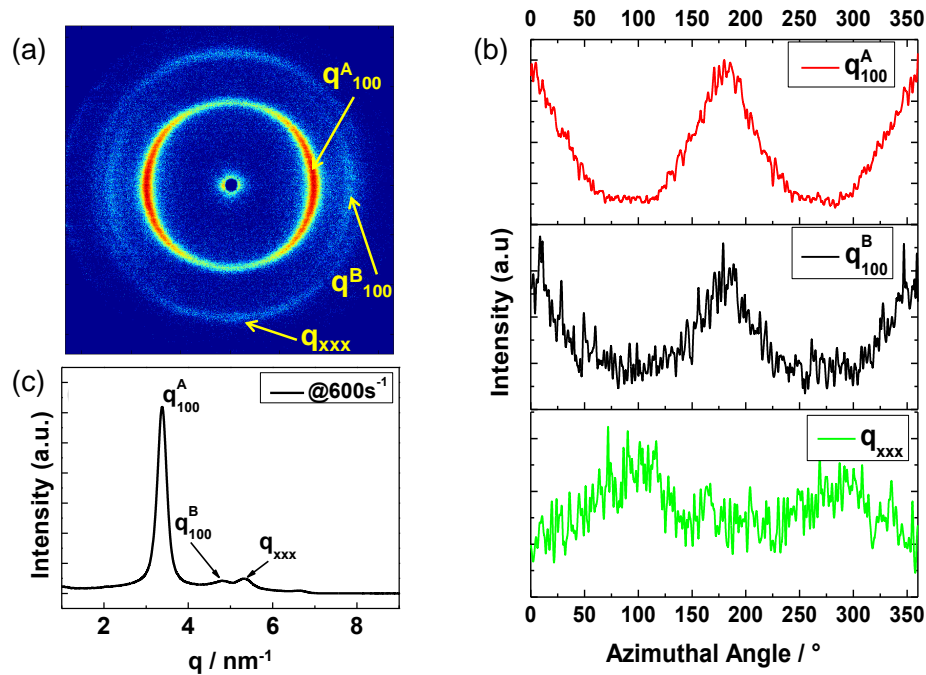 (a)
q^A_100
q^B_100
q_xxx
(b)
0 50 100 150 200 250 300 350
q^A_100
q^B_100
q_xxx
Intensity (a.u)
0 50 100 150 200 250 300 350
Azimuthal Angle / °
(c)
@600s^-1
q^A_100
q^B_100
q_xxx
Intensity (a.u.)
2 4 6 8
q / nm^-1